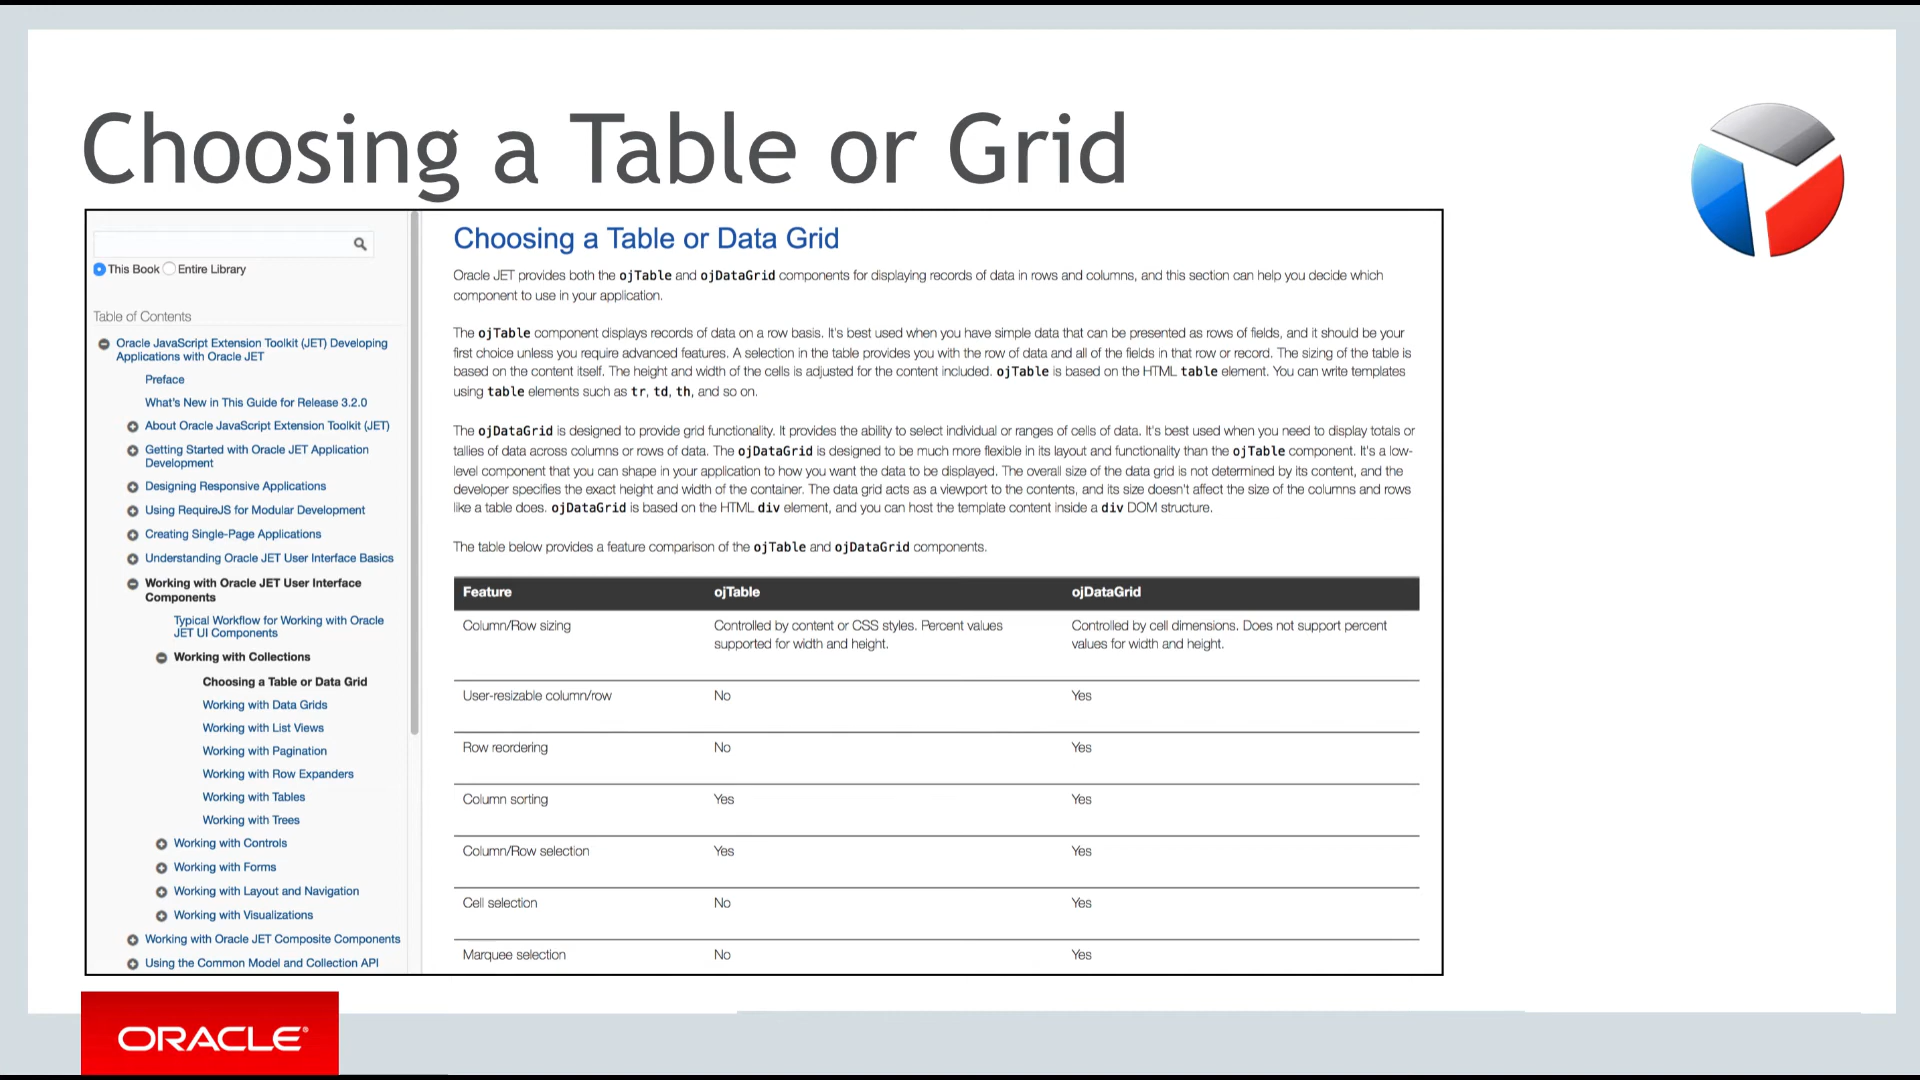 Choosing a Table or Grid
This Book Entire Library
Table of Contents
Oracle JavaScript Extension Toolkit (JET) Developing
Applications with Oracle JET
Preface
What's New in This Guide for Release 3.2.0
About Oracle JavaScript Extension Toolkit (JET)
Getting Started with Oracle JET Application
Development
Designing Responsive Applications
Using RequireJS for Modular Development
Creating Single-Page Applications
Understanding Oracle JET User Interface Basics
Working with Oracle JET User Interface
Components
Typical Workflow for Working with Oracle
JET UI Components
Working with Collections
Choosing a Table or Data Grid
Working with Data Grids
Working with List Views
Working with Pagination
Working with Row Expanders
Working with Tables
Working with Trees
Working with Controls
Working with Forms
Working with Layout and Navigation
Working with Visualizations
Working with Oracle JET Composite Components
Using the Common Model and Collection API
Choosing a Table or Data Grid
Oracle JET provides both the ojTable and ojDataGrid components for displaying records of data in rows and columns, and this section can help you decide which
component to use in your application.
The ojTable component displays records of data on a row basis. It's best used when you have simple data that can be presented as rows of fields, and it should be your
first choice unless you require advanced features. A selection in the table provides you with the row of data and all of the fields in that row or record. The sizing of the table is
based on the content itself. The height and width of the cells is adjusted for the content included. ojTable is based on the HTML table element. You can write templates
using table elements such as tr, td, th, and so on.
The ojDataGrid is designed to provide grid functionality. It provides the ability to select individual or ranges of cells of data. It's best used when you need to display totals or
tallies of data across columns or rows of data. The ojDataGrid is designed to be much more flexible in its layout and functionality than the ojTable component. It's a low-
level component that you can shape in your application to how you want the data to be displayed. The overall size of the data grid is not determined by its content, and the
developer specifies the exact height and width of the container. The data grid acts as a viewport to the contents, and its size doesn't affect the size of the columns and rows
like a table does. ojDataGrid is based on the HTML div element, and you can host the template content inside a div DOM structure.
The table below provides a feature comparison of the ojTable and ojDataGrid components.
Feature ojTable ojDataGrid
Column/Row sizing Controlled by content or CSS styles. Percent values Controlled by cell dimensions. Does not support percent
supported for width and height. values for width and height.
User-resizable column/row No Yes
Row reordering No Yes
Column sorting Yes Yes
Column/Row selection Yes Yes
Cell selection No Yes
Marquee selection No Yes
ORACLE®